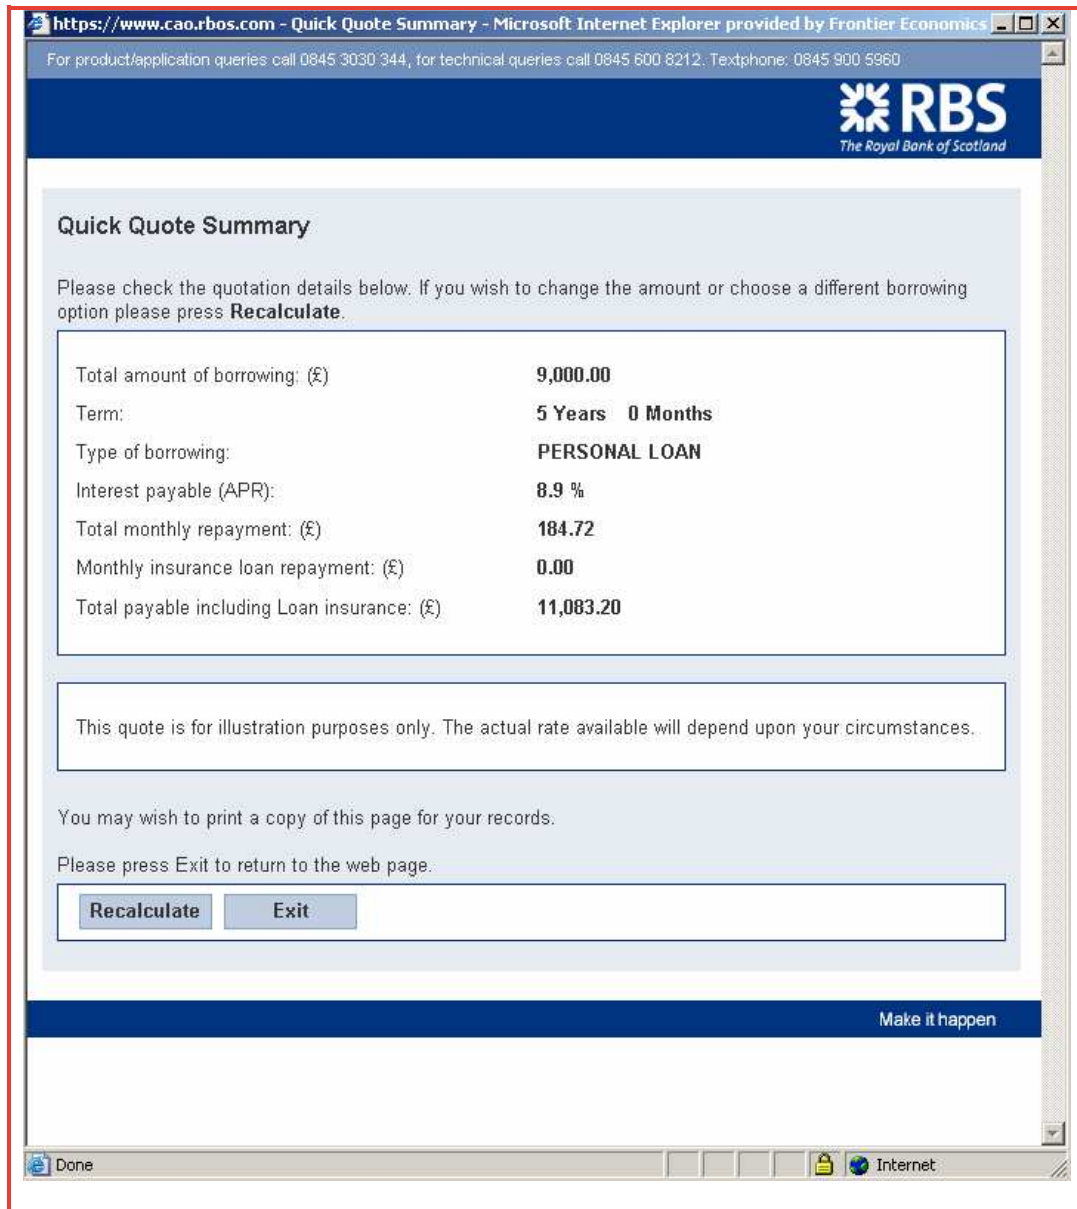 https://www.cao.rbos.com - Quick Quote Summary - Microsoft Internet Explorer provided by Frontier Economics
For product/application queries call 0845 3030 344, for technical queries call 0845 600 8212. Textphone: 0845 900 5960
RBS
The Royal Bank of Scotland
Quick Quote Summary
Please check the quotation details below. If you wish to change the amount or choose a different borrowing
option please press Recalculate.
Total amount of borrowing: (£) 9,000.00
Term: 5 Years 0 Months
Type of borrowing: PERSONAL LOAN
Interest payable (APR): 8.9 %
Total monthly repayment: (£) 184.72
Monthly insurance loan repayment: (£) 0.00
Total payable including Loan insurance: (£) 11,083.20
This quote is for illustration purposes only. The actual rate available will depend upon your circumstances.
You may wish to print a copy of this page for your records.
Please press Exit to return to the web page.
Recalculate Exit
Make it happen
Done Internet